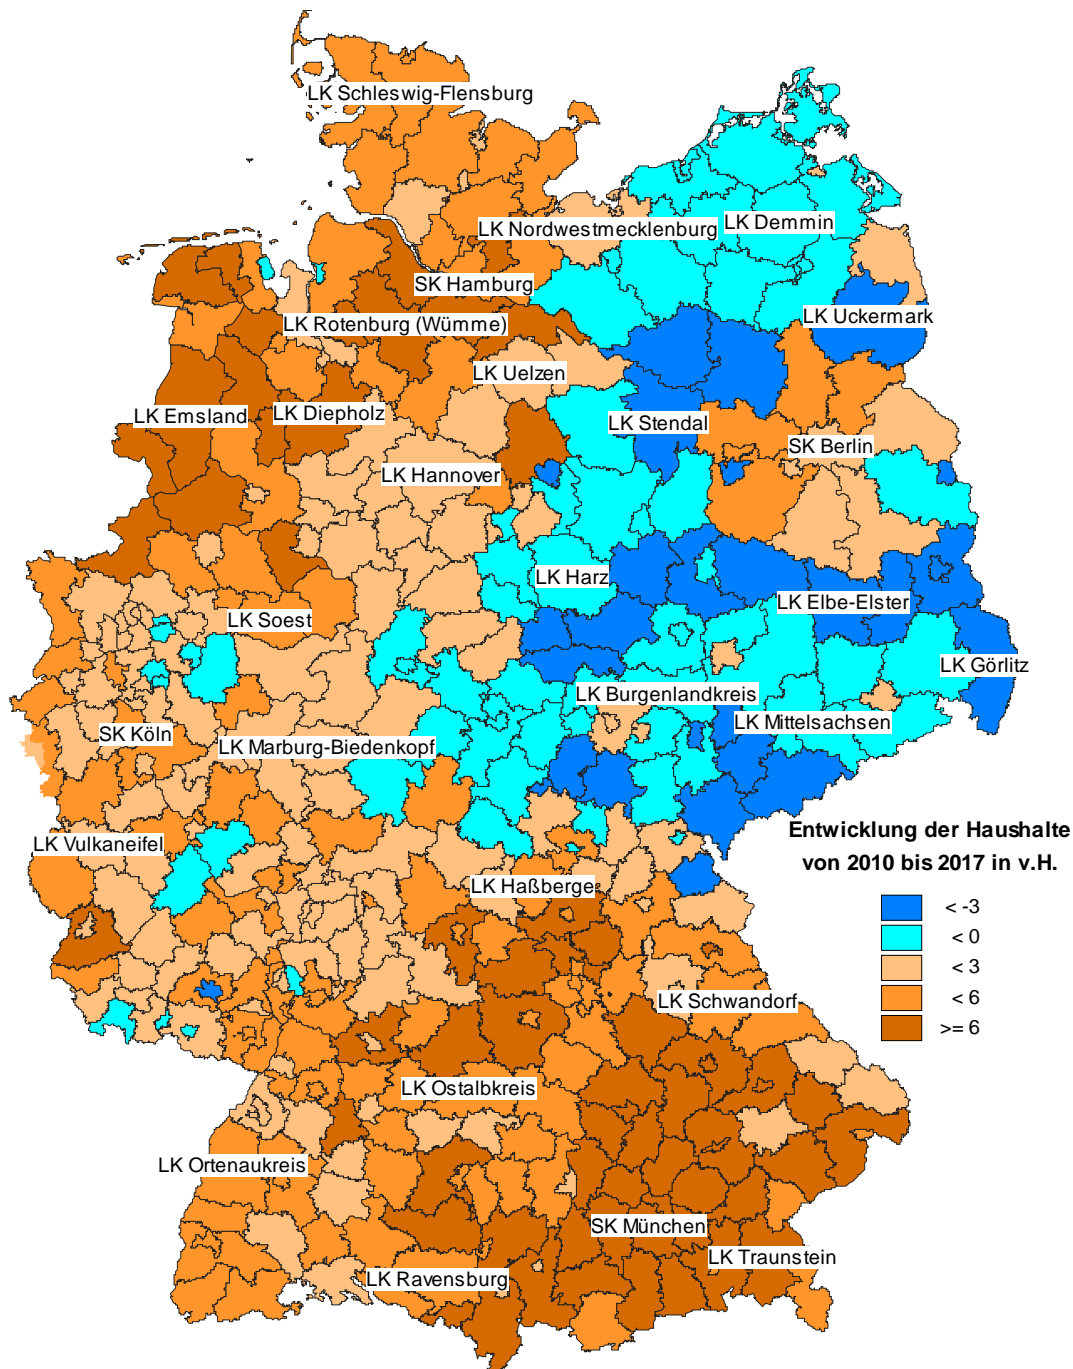 LK Schleswig-Flensburg
LK Nordwestmecklenburg
LK Demmin
SK Hamburg
LK Rotenburg (Wümme)
LK Uckermark
LK Uelzen
LK Emsland
LK Diepholz
LK Stendal
SK Berlin
LK Hannover
LK Harz
LK Elbe-Elster
LK Soest
LK Görlitz
LK Burgenlandkreis
LK Mittelsachsen
SK Köln
LK Marburg-Biedenkopf
LK Vulkaneifel
Entwicklung der Haushalte
von 2010 bis 2017 in v.H.
< -3
< 0
< 3
< 6
>= 6
LK Haßberge
LK Schwandorf
LK Ostalbkreis
LK Ortenaukreis
SK München
LK Traunstein
LK Ravensburg